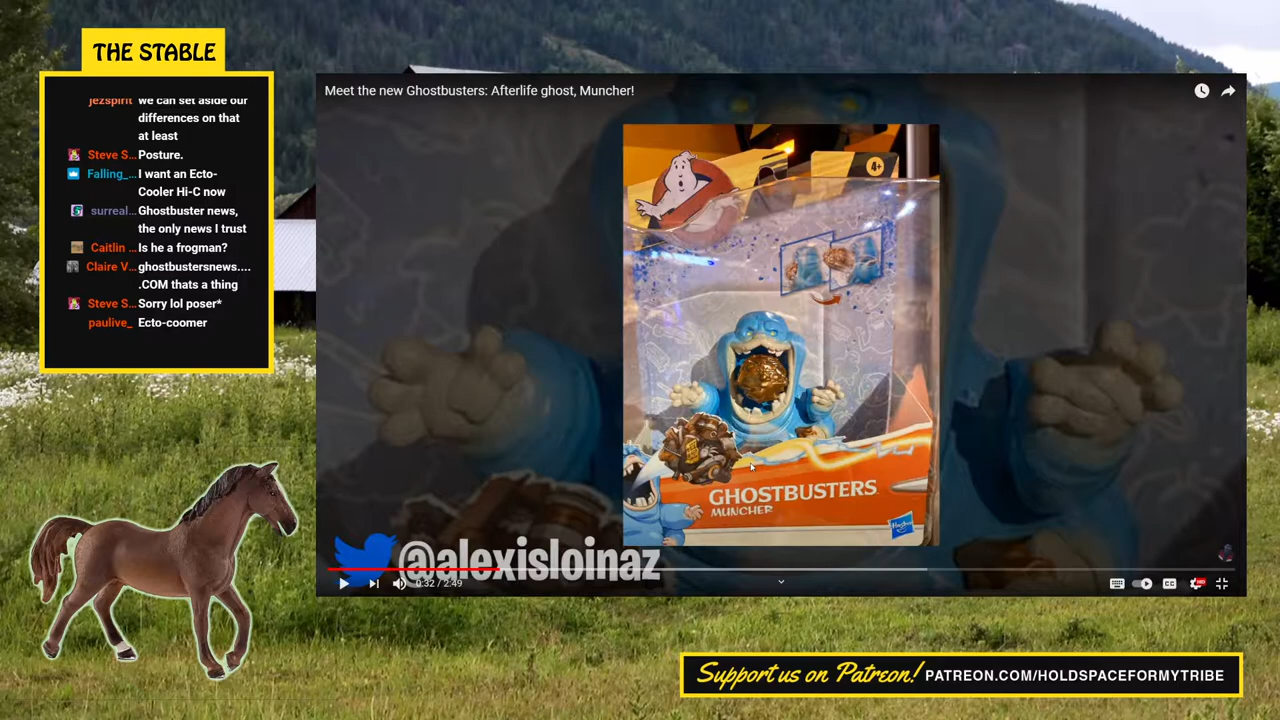 THE STABLE
jezspirit we can set aside our
differences on that
at least
Steve S... Posture.
Falling_... I want an Ecto-
Cooler Hi-C now
surreal... Ghostbuster news,
the only news I trust
Caitlin ... Is he a frogman?
Claire V... ghostbustersnews....
.COM thats a thing
Steve S... Sorry lol poser*
paulive_ Ecto-coomer
Meet the new Ghostbusters: Afterlife ghost, Muncher!
4+
GHOSTBUSTERS
MUNCHER
Hasbro
@alexisloinaz
0:32 / 2:49
CC
HD
Support us on Patreon! PATREON.COM/HOLDSPACEFORMYTRIBE